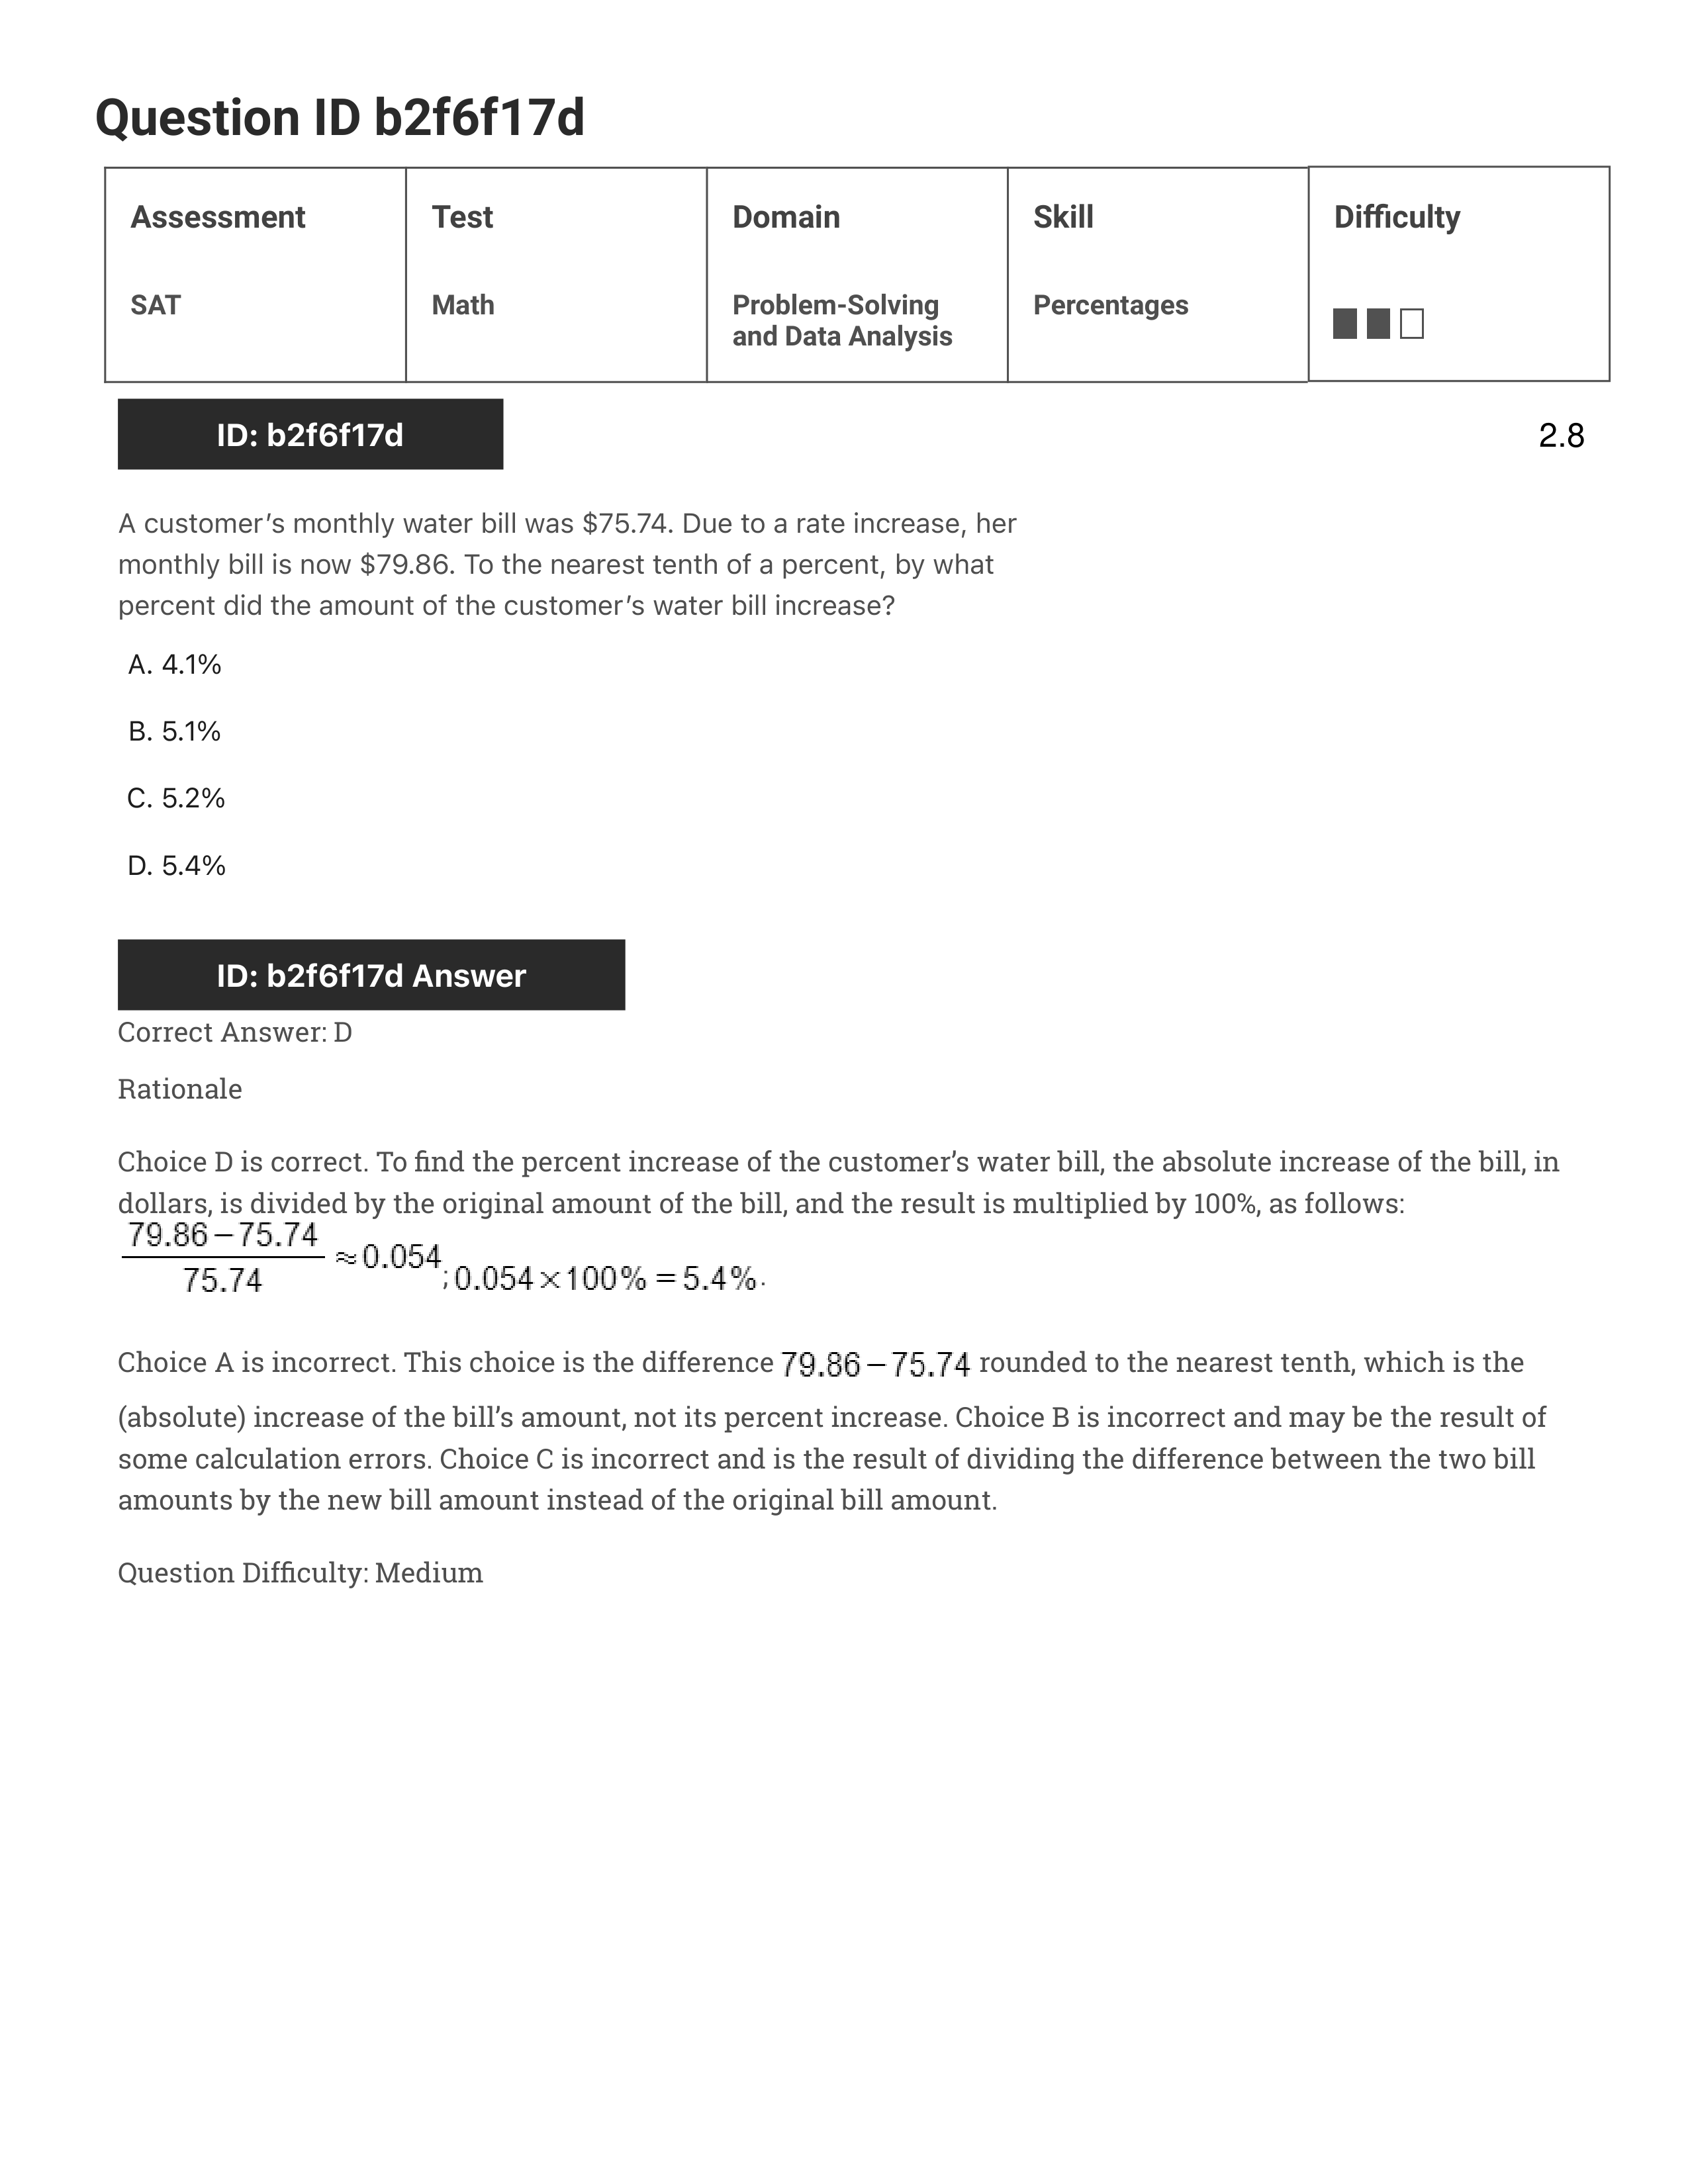 Question ID b2f6f17d
Assessment Test Domain Skill Difficulty
SAT Math Problem-Solving and Data Analysis Percentages
ID: b2f6f17d 2.8
A customer’s monthly water bill was $75.74. Due to a rate increase, her
monthly bill is now $79.86. To the nearest tenth of a percent, by what
percent did the amount of the customer’s water bill increase?
A. 4.1%
B. 5.1%
C. 5.2%
D. 5.4%
ID: b2f6f17d Answer
Correct Answer: D
Rationale
Choice D is correct. To find the percent increase of the customer’s water bill, the absolute increase of the bill, in
dollars, is divided by the original amount of the bill, and the result is multiplied by 100%, as follows:
79.86 – 75.74
75.74
≈ 0.054; 0.054 × 100% = 5.4%.
Choice A is incorrect. This choice is the difference 79.86 – 75.74 rounded to the nearest tenth, which is the
(absolute) increase of the bill’s amount, not its percent increase. Choice B is incorrect and may be the result of
some calculation errors. Choice C is incorrect and is the result of dividing the difference between the two bill
amounts by the new bill amount instead of the original bill amount.
Question Difficulty: Medium